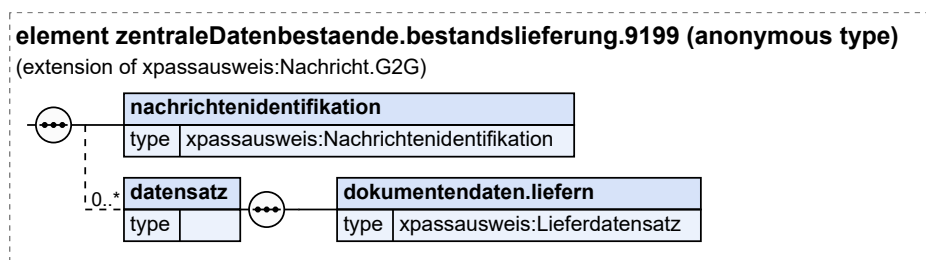 element zentraleDatenbestaende.bestandslieferung.9199 (anonymous type)
(extension of xpassausweis:Nachricht.G2G)
nachrichtenidentifikation
type xpassausweis:Nachrichtenidentifikation
0..* datensatz dokumentendaten.liefern
type type xpassausweis:Lieferdatensatz